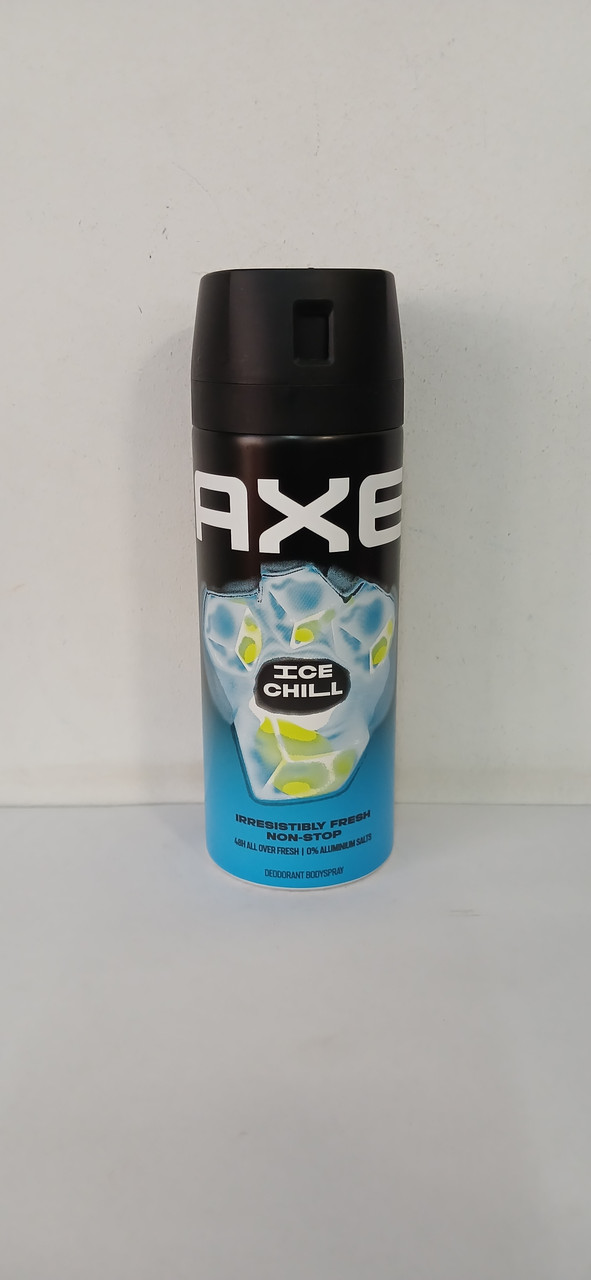 AXE
ICE
CHILL
IRRESISTIBLY FRESH
NON-STOP
48H ALL OVER FRESH | 0% ALUMINIUM SALTS
DEODORANT BODYSPRAY